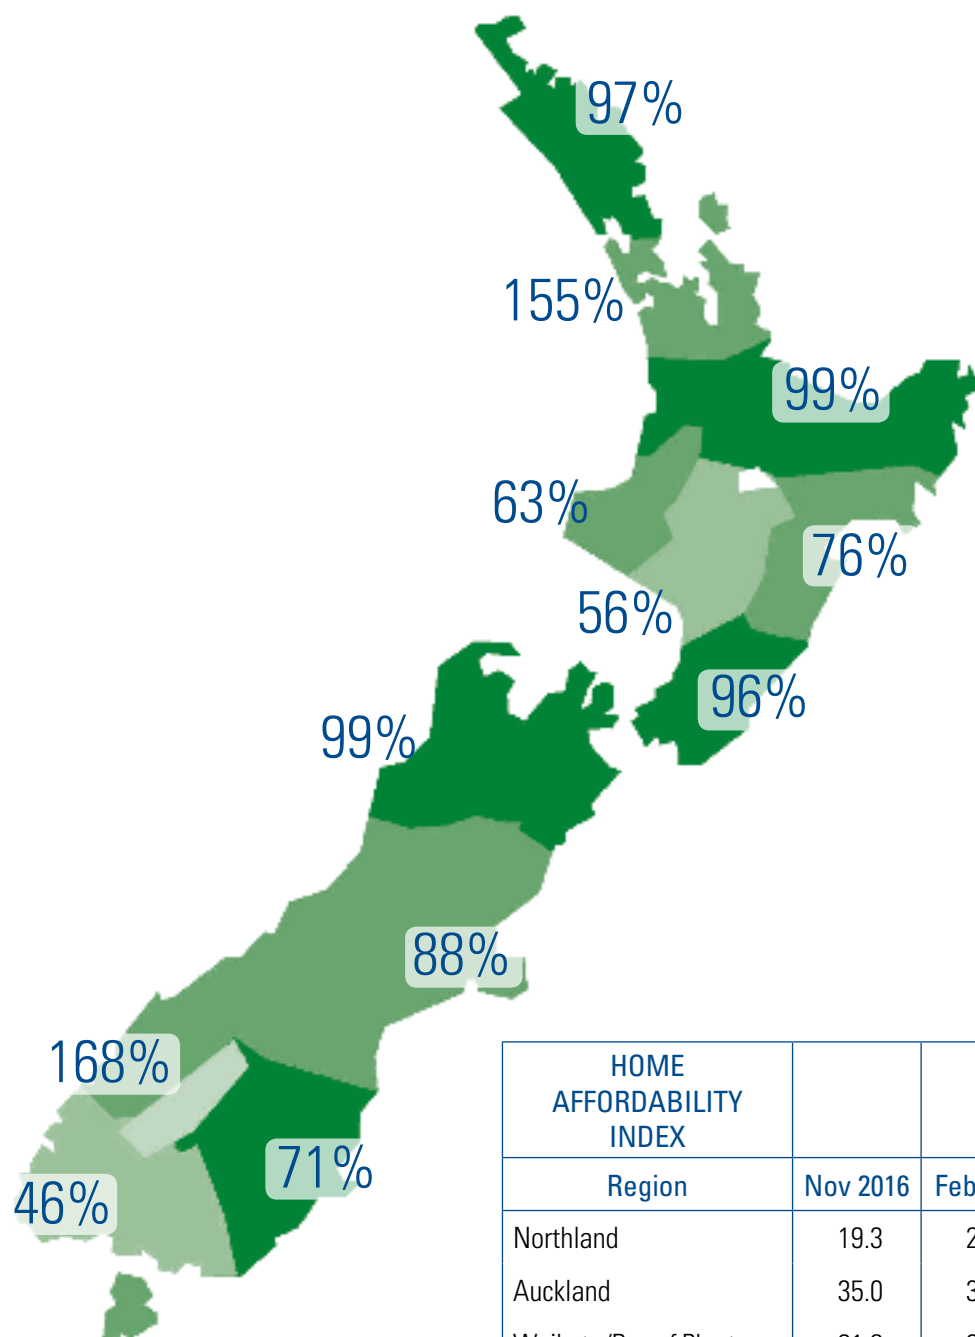 97%
155%
99%
63%
76%
56%
96%
99%
88%
168%
71%
46%
HOME
AFFORDABILITY
INDEX
Region Nov 2016 Feb
Northland 19.3
Auckland 35.0